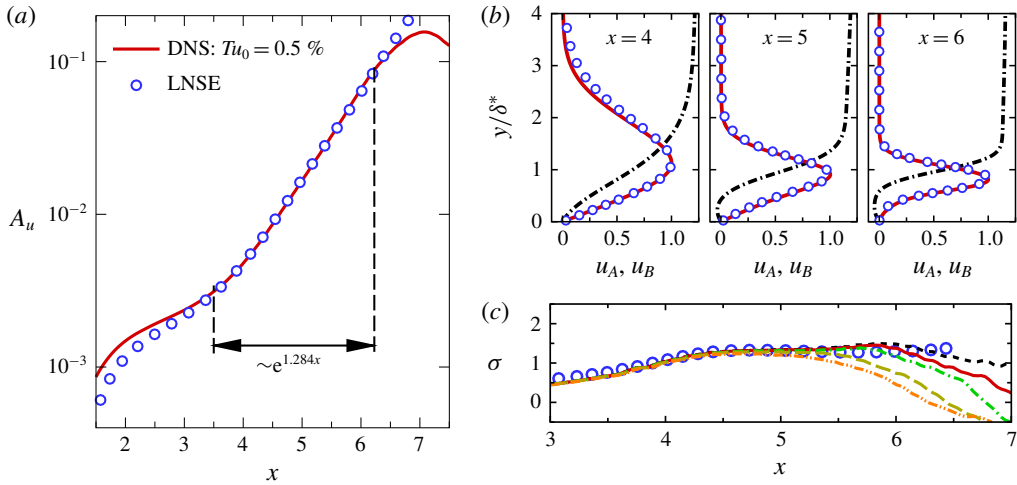 (a)
DNS: Tu₀ = 0.5 %
LNSE
10⁻¹
10⁻²
10⁻³
A_u
~e^{1.284x}
2 3 4 5 6 7
x
(b)
x = 4
x = 5
x = 6
4
3
2
1
0
y/δ*
0 0.5 1.0
0 0.5 1.0
0 0.5 1.0
u_A, u_B
u_A, u_B
u_A, u_B
(c)
2
1
0
σ
3 4 5 6 7
x